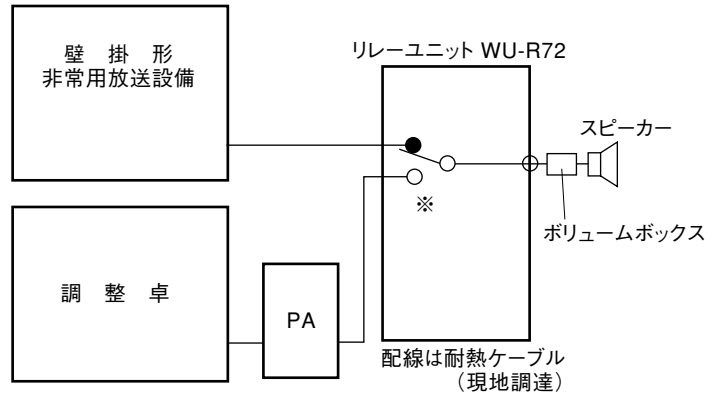 壁 掛 形
非常用放送設備
リレーユニット WU-R72
スピーカー
※
ボリュームボックス
調 整 卓
PA
配線は耐熱ケーブル
（現地調達）